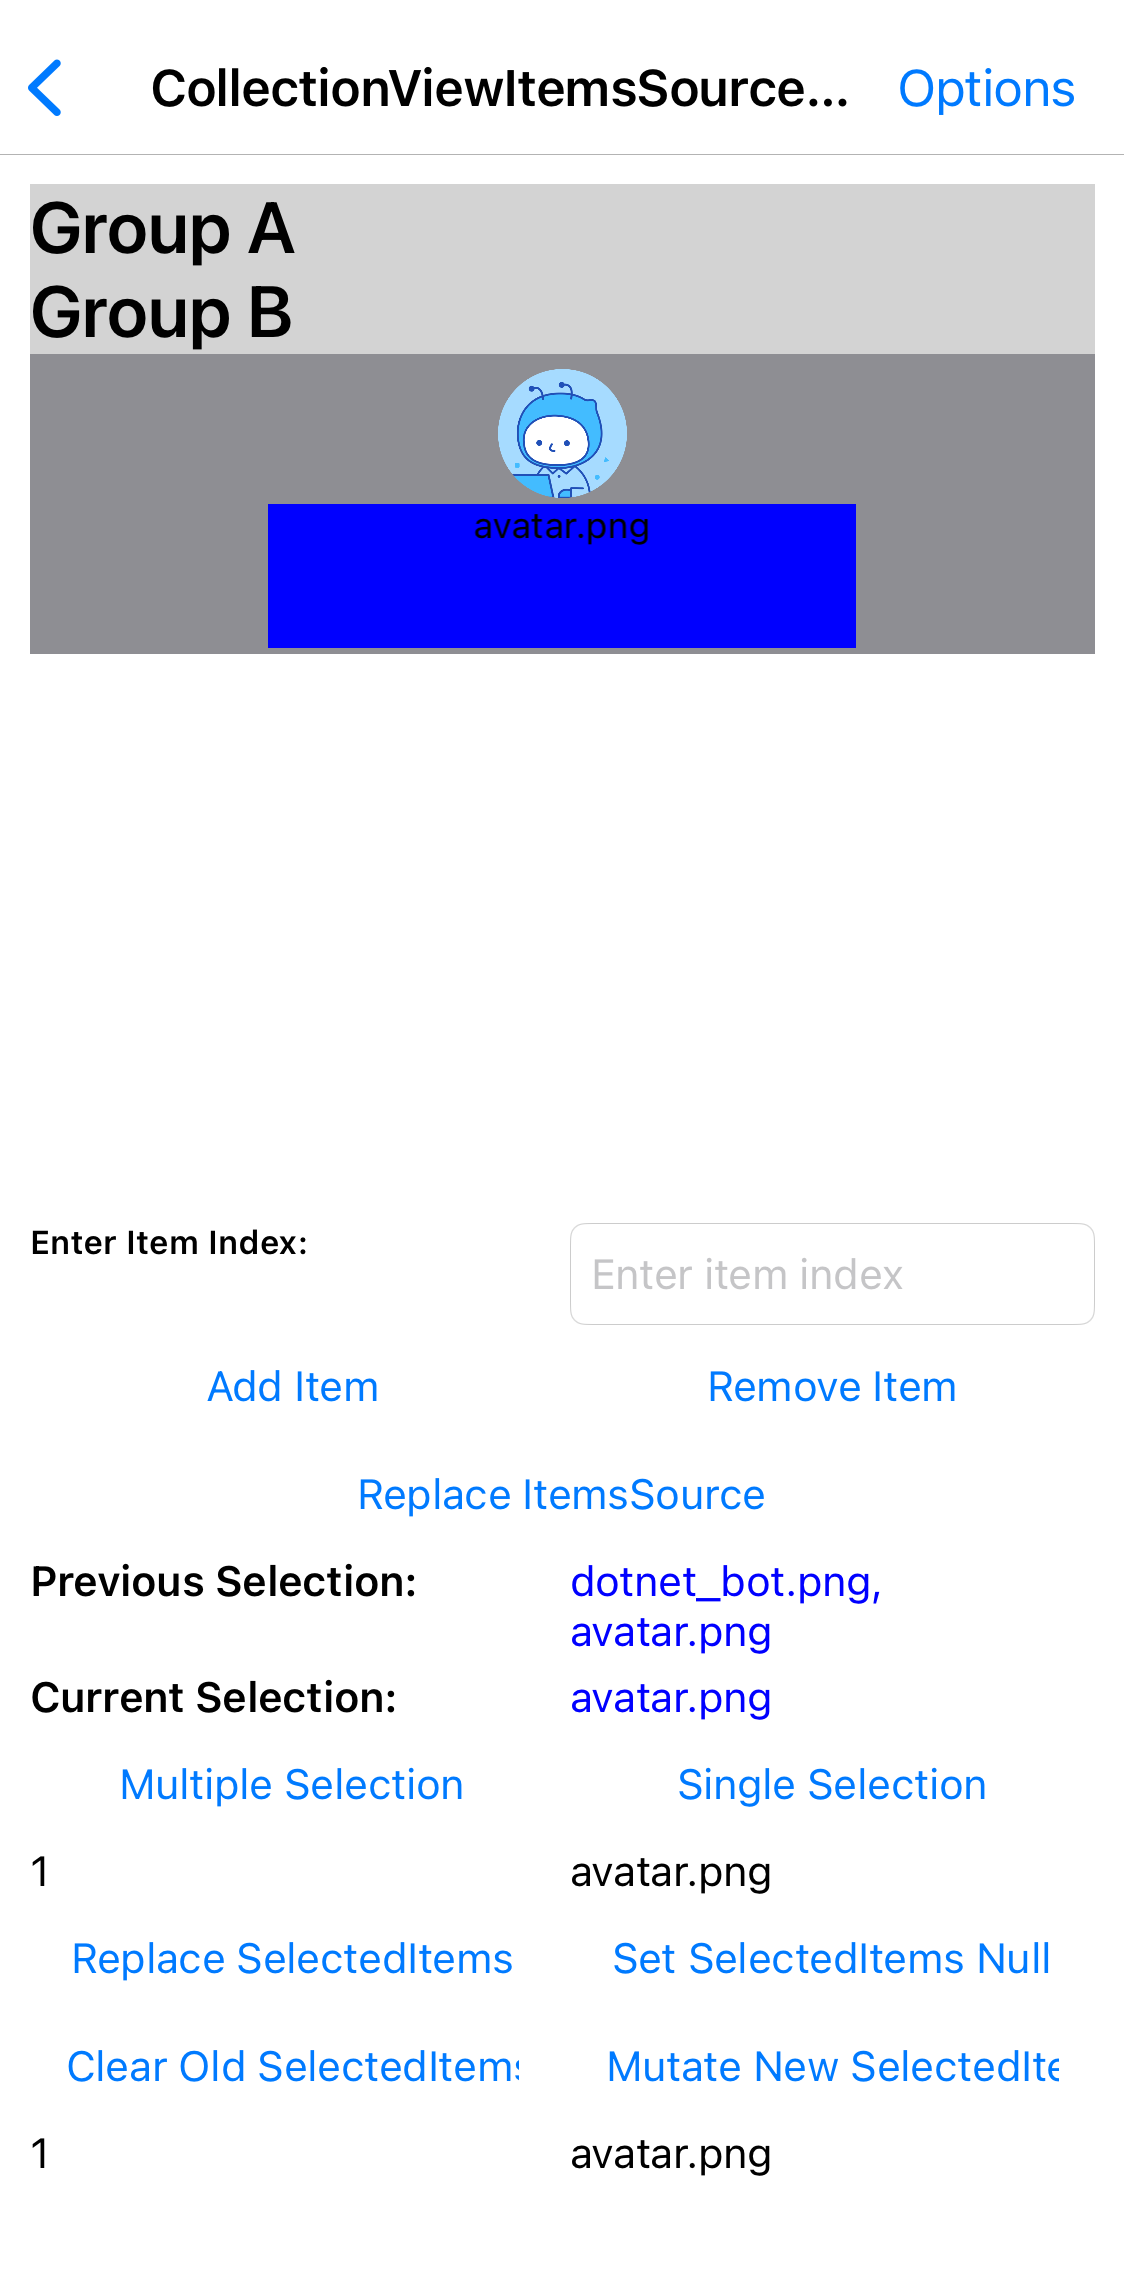 CollectionViewItemsSource... Options
Group A
Group B
avatar.png
Enter Item Index:
Enter item index
Add Item Remove Item
Replace ItemsSource
Previous Selection: dotnet_bot.png,
avatar.png
Current Selection: avatar.png
Multiple Selection Single Selection
1 avatar.png
Replace SelectedItems Set SelectedItems Null
Clear Old SelectedItems Mutate New SelectedIte
1 avatar.png